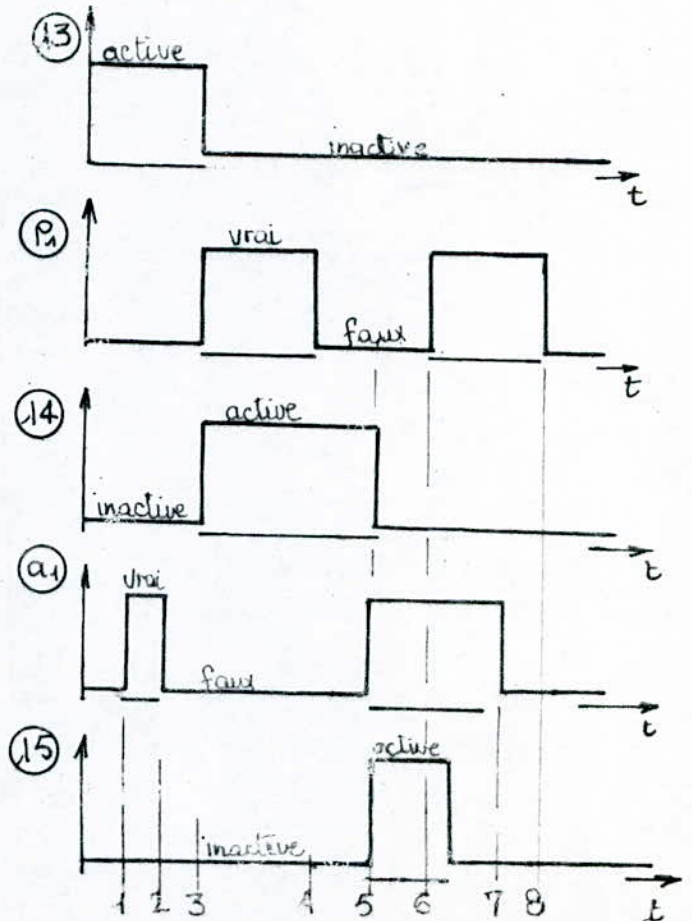 13
active
inactive
t
P1
vrai
faux
t
14
active
inactive
t
a1
vrai
faux
t
15
active
inactive
1 2 3 4 5 6 7 8 t